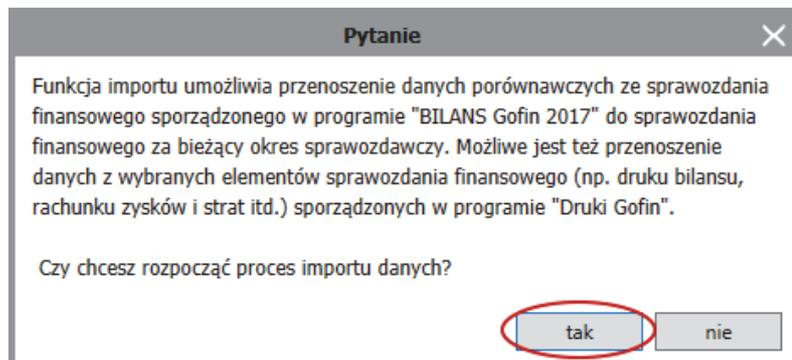 Pytanie
Funkcja importu umożliwia przenoszenie danych porównawczych ze sprawozdania
finansowego sporządzonego w programie "BILANS Gofin 2017" do sprawozdania
finansowego za bieżący okres sprawozdawczy. Możliwe jest też przenoszenie
danych z wybranych elementów sprawozdania finansowego (np. druku bilansu,
rachunku zysków i strat itd.) sporządzonych w programie "Druki Gofin".
Czy chcesz rozpocząć proces importu danych?
tak nie